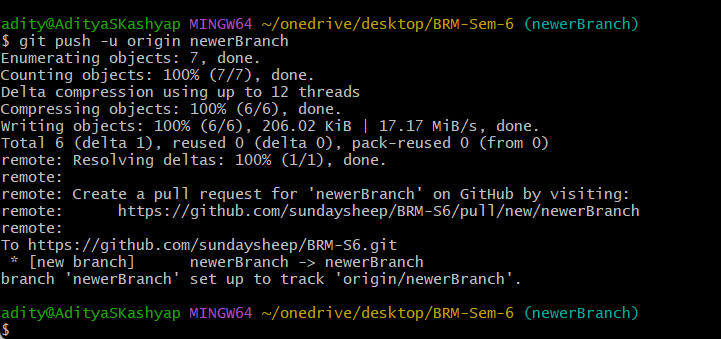 adity@AdityaSKashyap MINGW64 ~/onedrive/desktop/BRM-Sem-6 (newerBranch)
$ git push -u origin newerBranch
Enumerating objects: 7, done.
Counting objects: 100% (7/7), done.
Delta compression using up to 12 threads
Compressing objects: 100% (6/6), done.
Writing objects: 100% (6/6), 206.02 KiB | 17.17 MiB/s, done.
Total 6 (delta 1), reused 0 (delta 0), pack-reused 0 (from 0)
remote: Resolving deltas: 100% (1/1), done.
remote:
remote: Create a pull request for 'newerBranch' on GitHub by visiting:
remote:      https://github.com/sundaysheep/BRM-S6/pull/new/newerBranch
remote:
To https://github.com/sundaysheep/BRM-S6.git
 * [new branch]      newerBranch -> newerBranch
branch 'newerBranch' set up to track 'origin/newerBranch'.
adity@AdityaSKashyap MINGW64 ~/onedrive/desktop/BRM-Sem-6 (newerBranch)
$